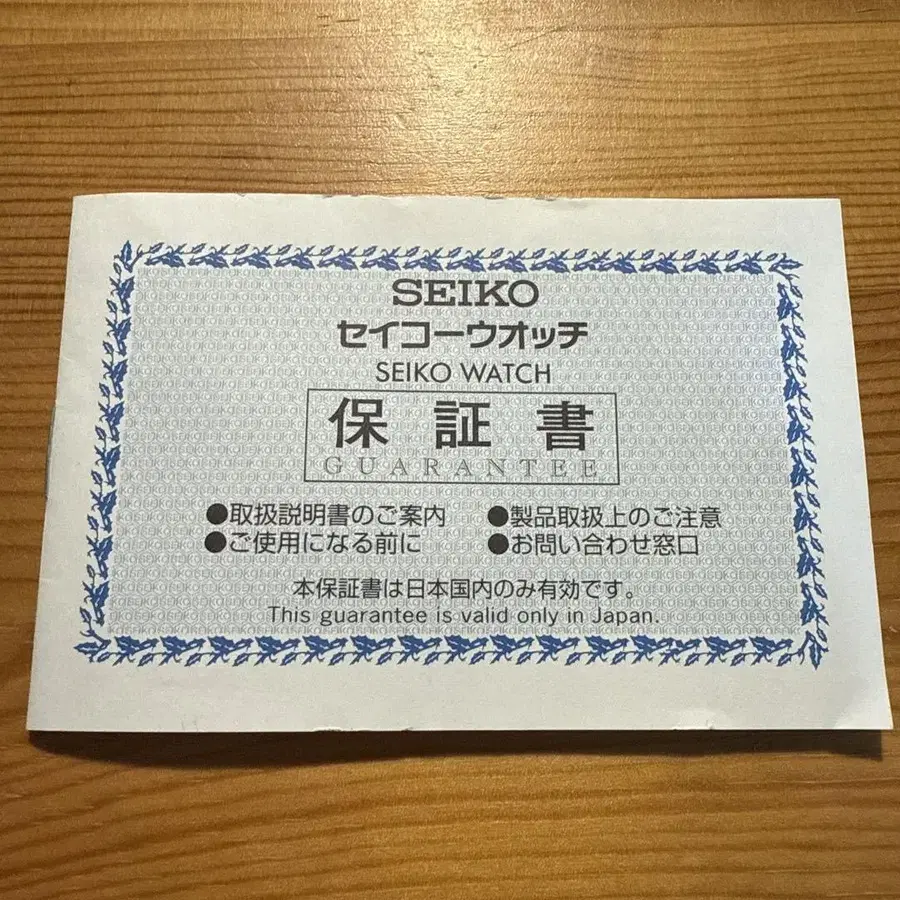 SEIKO
セイコーウオッチ
SEIKO WATCH
保証書
GUARANTEE
●取扱説明書のご案内 ●製品取扱上のご注意
●ご使用になる前に ●お問い合わせ窓口
本保証書は日本国内のみ有効です。
This guarantee is valid only in Japan.